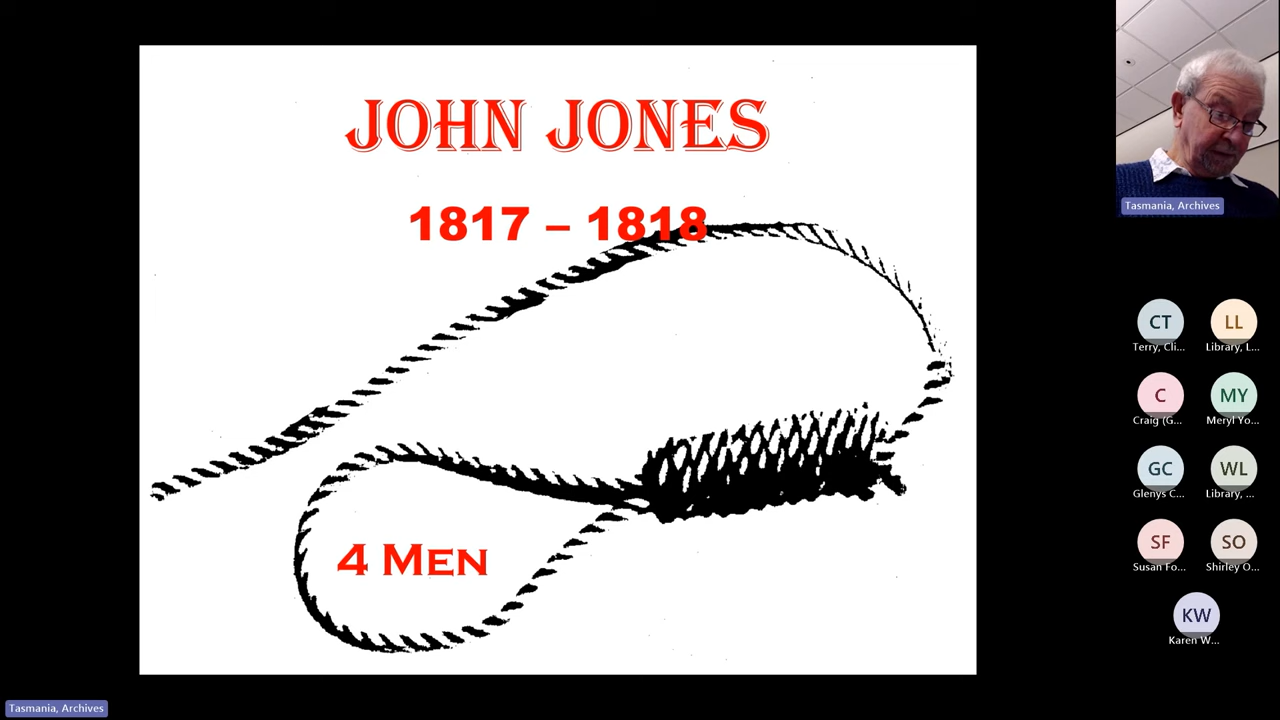 JOHN JONES
1817 – 1818
4 MEN
Tasmania, Archives
CT
Terry, Cli...
LL
Library, L...
C
Craig (G...
MY
Meryl Yo...
GC
Glenys C...
WL
Library, ...
SF
Susan Fo...
SO
Shirley O...
KW
Karen W...
Tasmania, Archives